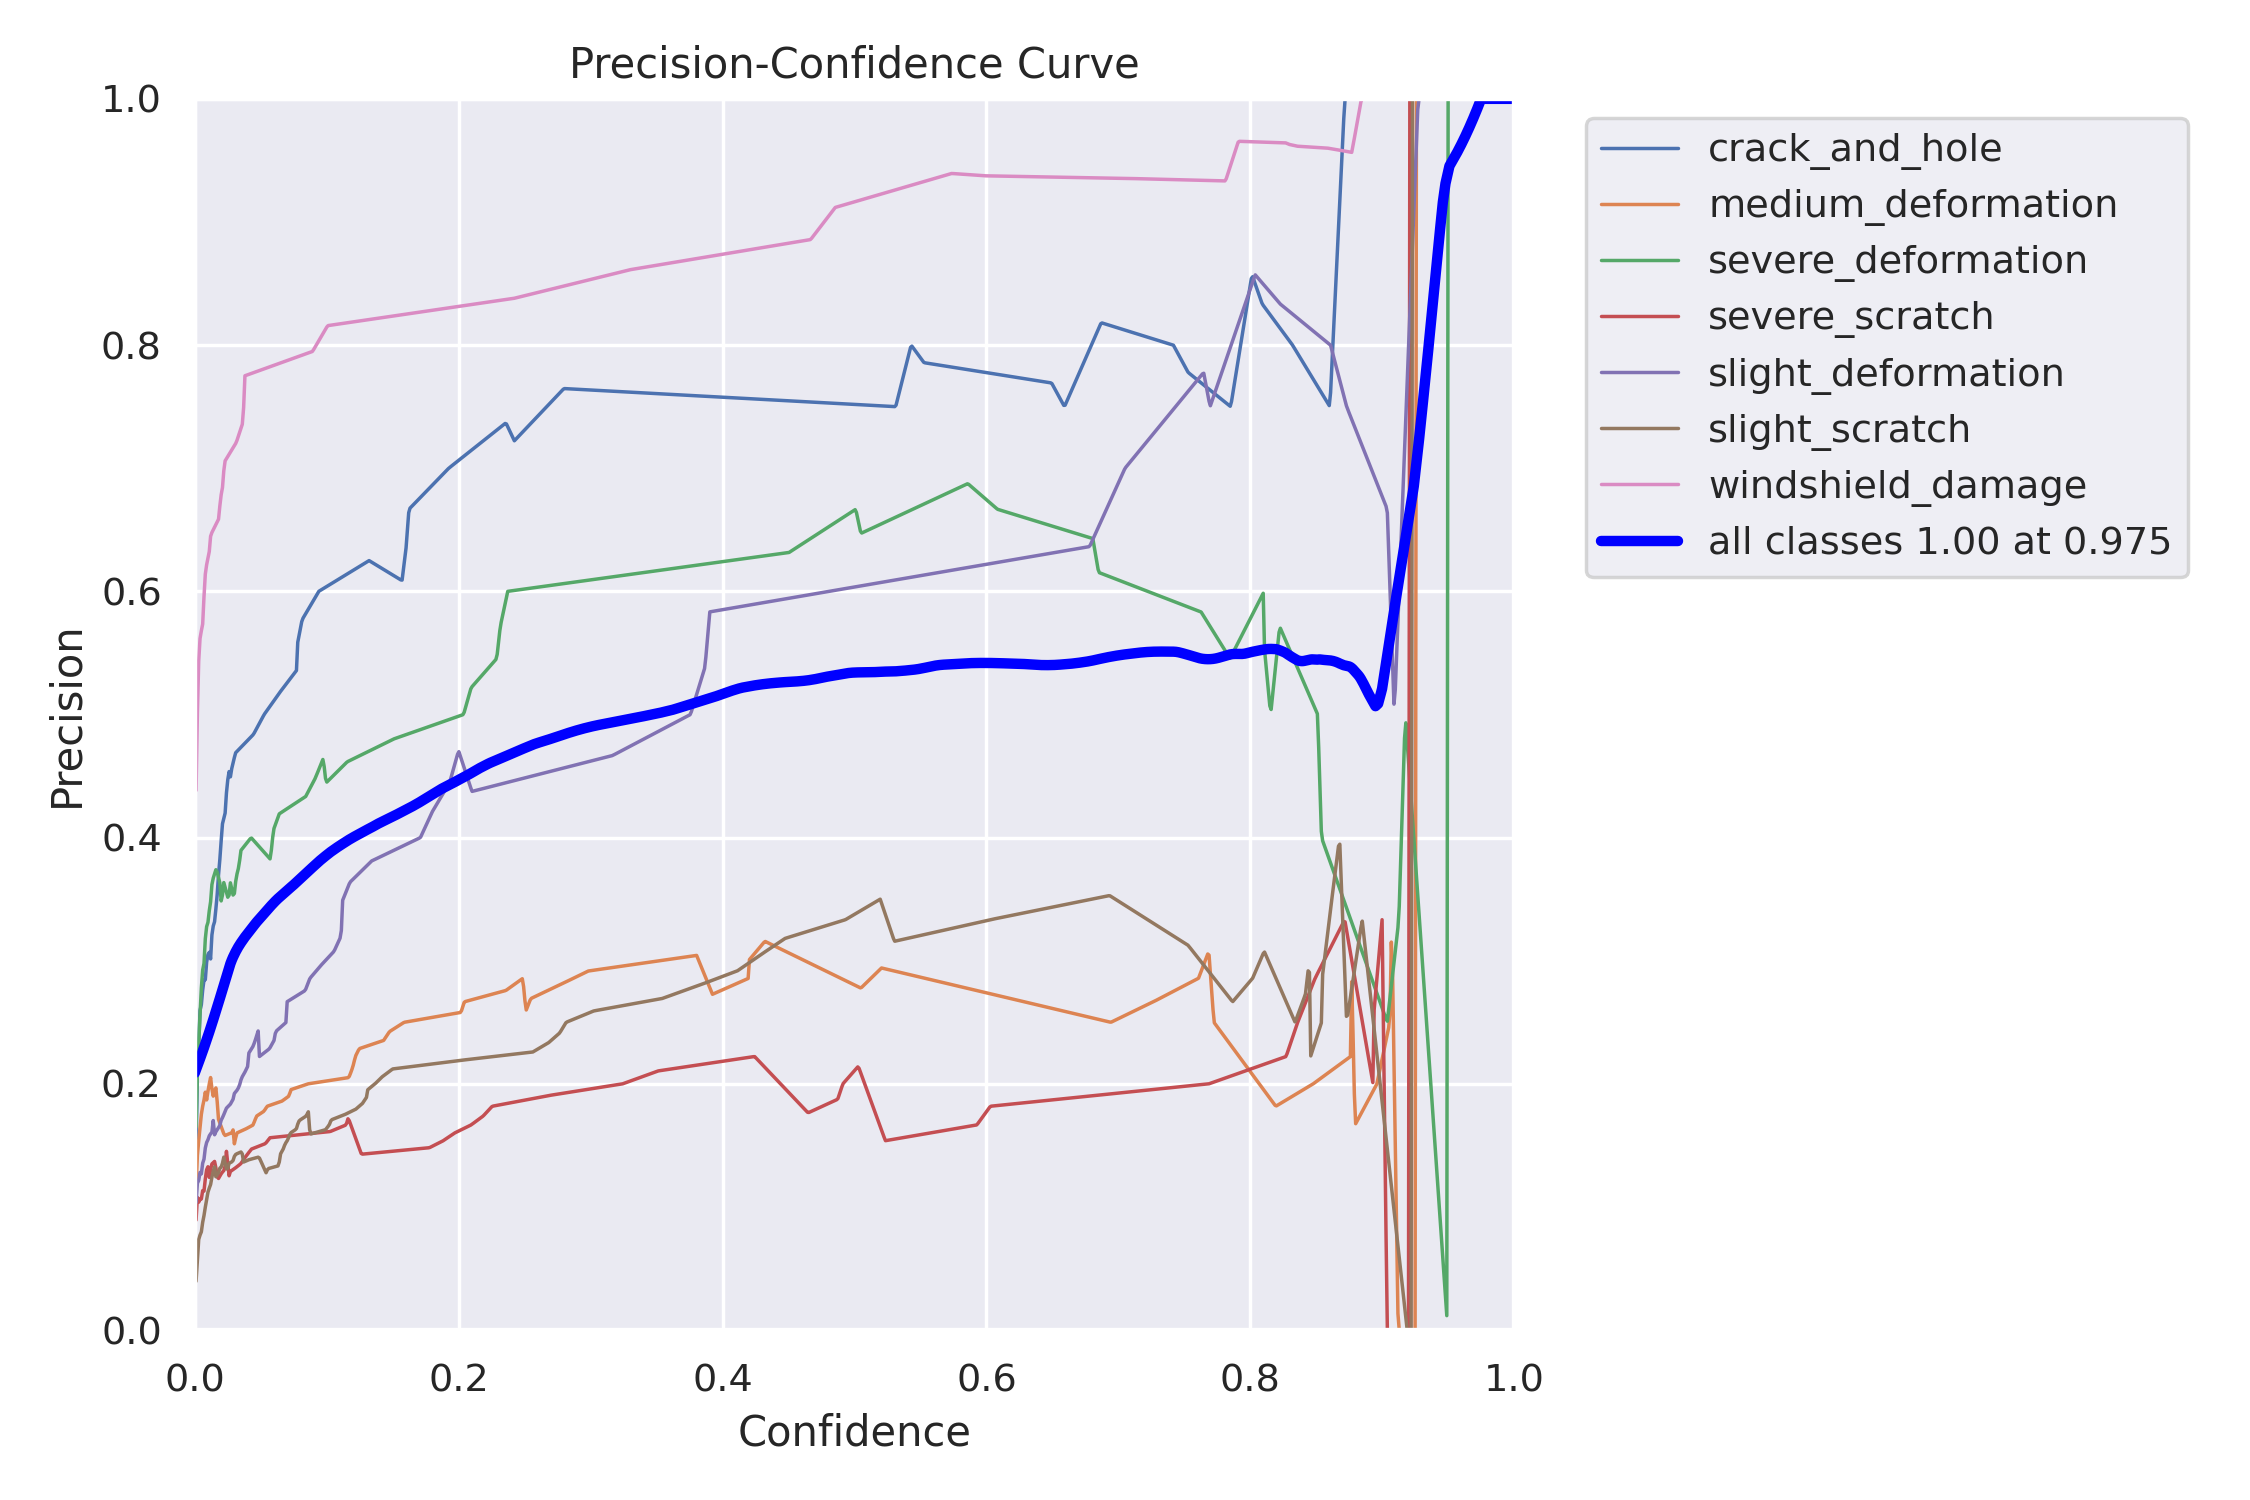 Precision-Confidence Curve
1.0
0.8
0.6
0.4
0.2
0.0
Precision
0.0 0.2 0.4 0.6 0.8 1.0
Confidence
crack_and_hole
medium_deformation
severe_deformation
severe_scratch
slight_deformation
slight_scratch
windshield_damage
all classes 1.00 at 0.975